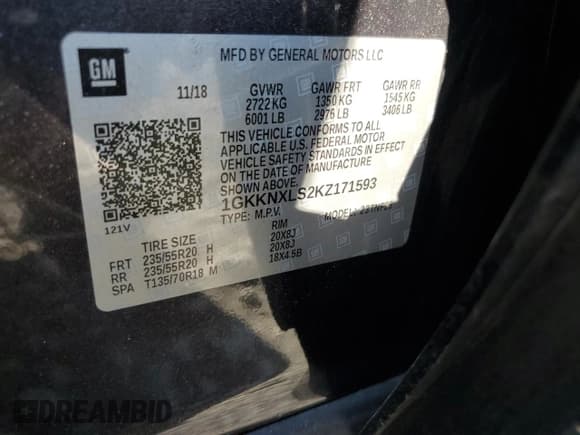 GM
MFD BY GENERAL MOTORS LLC
11/18 GVWR GAWR FRT GAWR RR
2722 KG 1350 KG 1545 KG
6001 LB 2976 LB 3406 LB
THIS VEHICLE CONFORMS TO ALL
APPLICABLE U.S. FEDERAL MOTOR
VEHICLE SAFETY STANDARDS IN EFFECT
ON THE DATE OF MANUFACTURE
1GKKNXLS2KZ171593
TYPE: M.P.V. MODEL:
121V
TIRE SIZE RIM
FRT 235/55R20 H 20X8J
RR 235/55R20 H 20X8J
SPA T135/70R18 M 18X4.5B
DREAMBID